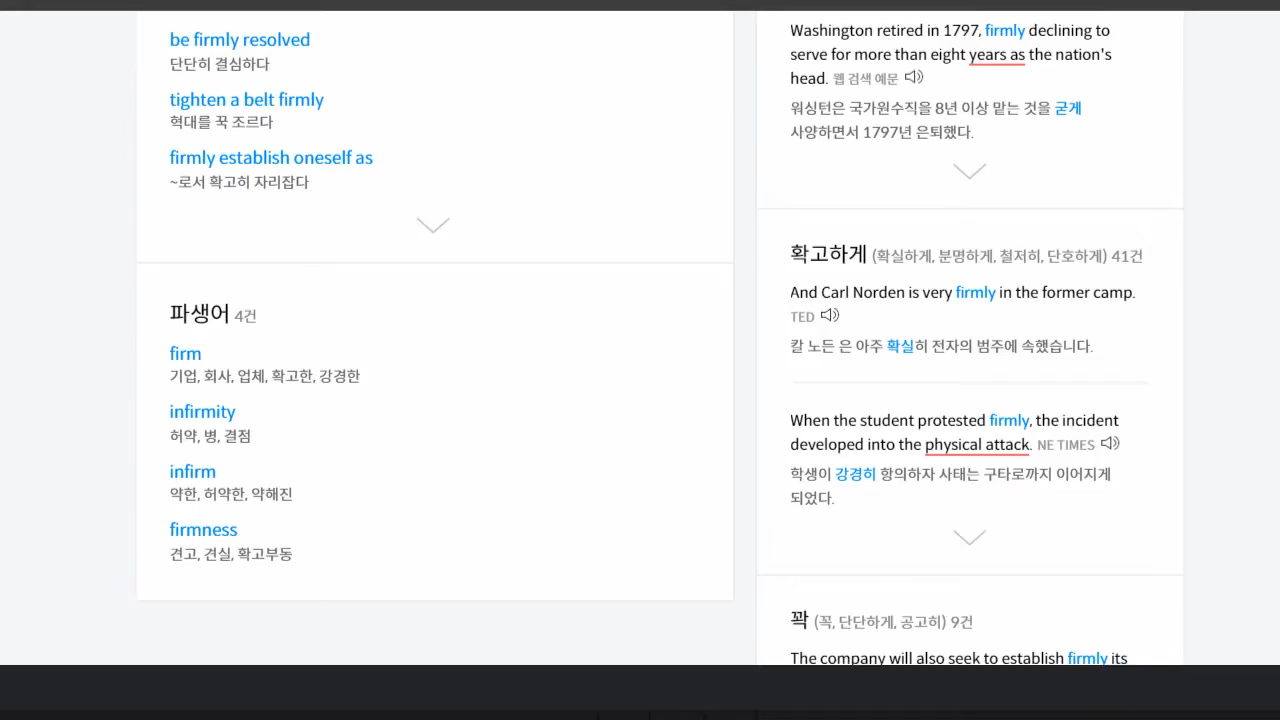 be firmly resolved
단단히 결심하다
tighten a belt firmly
혁대를 꾹 조르다
firmly establish oneself as
~로서 확고히 자리잡다
파생어 4건
firm
기업, 회사, 업체, 확고한, 강경한
infirmity
허약, 병, 결점
infirm
약한, 허약한, 약해진
firmness
견고, 견실, 확고부동
Washington retired in 1797, firmly declining to
serve for more than eight years as the nation's
head. 웹 검색 예문
워싱턴은 국가원수직을 8년 이상 맡는 것을 굳게
사양하면서 1797년 은퇴했다.
확고하게 (확실하게, 분명하게, 철저히, 단호하게) 41건
And Carl Norden is very firmly in the former camp.
TED
칼 노든 은 아주 확실히 전자의 범주에 속했습니다.
When the student protested firmly, the incident
developed into the physical attack. NE TIMES
학생이 강경히 항의하자 사태는 구타로까지 이어지게
되었다.
꽉 (꼭, 단단하게, 공고히) 9건
The company will also seek to establish firmly its